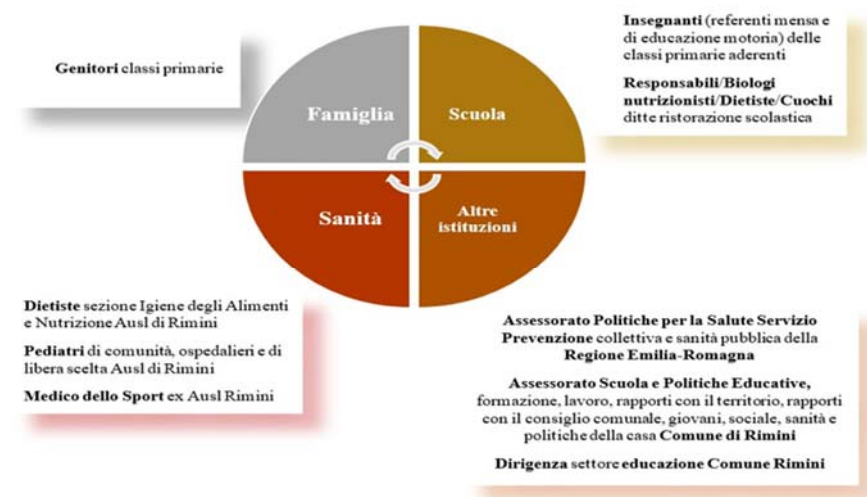 Genitori classi primarie
Famiglia
Scuola
Insegnanti (referenti mensa e
di educazione motoria) delle
classi primarie aderenti
Responsabili/Biologi
nutrizionisti/Dietiste/Cuochi
ditte ristorazione scolastica
Sanità
Altre
istituzioni
Dietiste sezione Igiene degli Alimenti
e Nutrizione Ausl di Rimini
Pediatri di comunità, ospedalieri e di
libera scelta Ausl di Rimini
Medico dello Sport ex Ausl Rimini
Assessorato Politiche per la Salute Servizio
Prevenzione collettiva e sanità pubblica della
Regione Emilia-Romagna
Assessorato Scuola e Politiche Educative,
formazione, lavoro, rapporti con il territorio, rapporti
con il consiglio comunale, giovani, sociale, sanità e
politiche della casa Comune di Rimini
Dirigenza settore educazione Comune Rimini